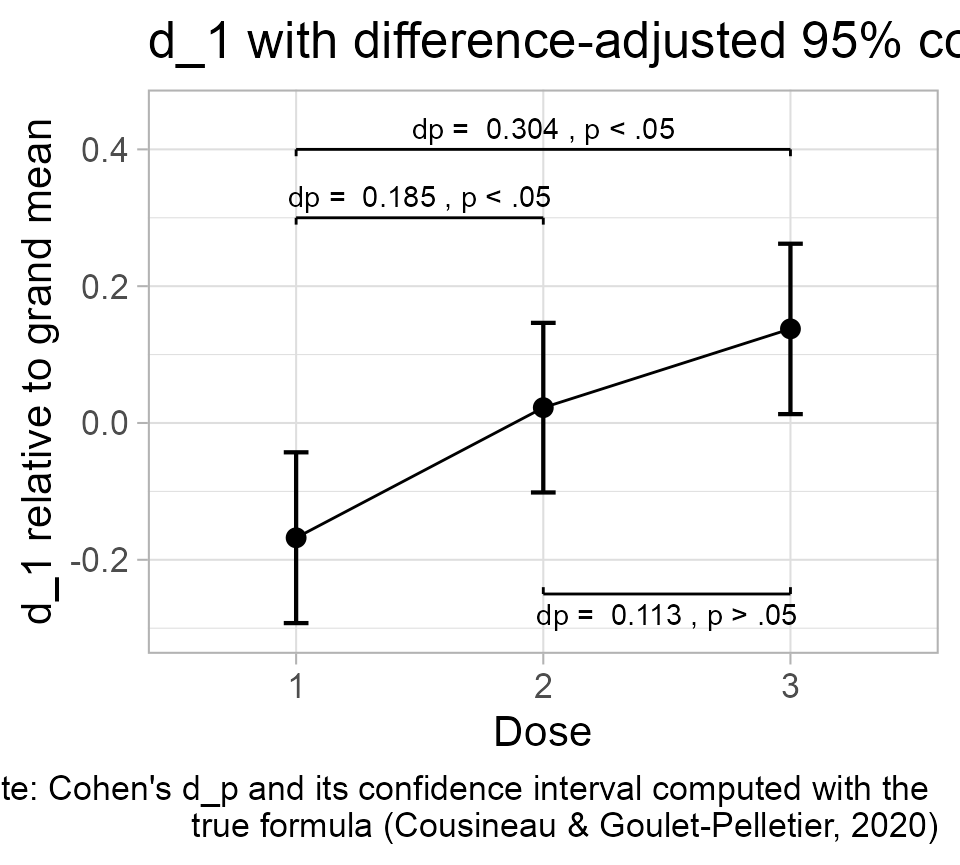 d_1 with difference-adjusted 95% co
d_1 relative to grand mean
0.4
0.2
0.0
-0.2
dp =  0.304 , p < .05
dp =  0.185 , p < .05
dp =  0.113 , p > .05
1 2 3
Dose
te: Cohen's d_p and its confidence interval computed with the
true formula (Cousineau & Goulet-Pelletier, 2020)